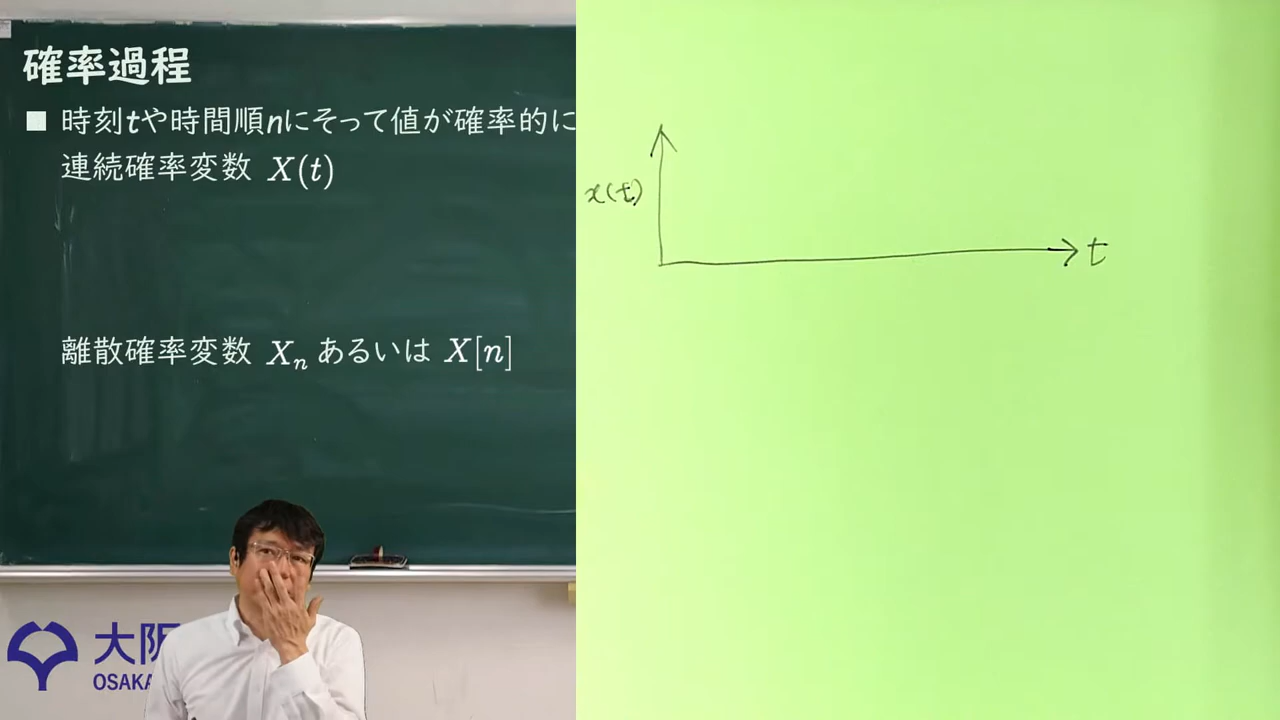 確率過程
■ 時刻tや時間順nにそって値が確率的に
連続確率変数 X(t)
離散確率変数 Xₙ あるいは X[n]
大阪
OSAKA
x(t)
t